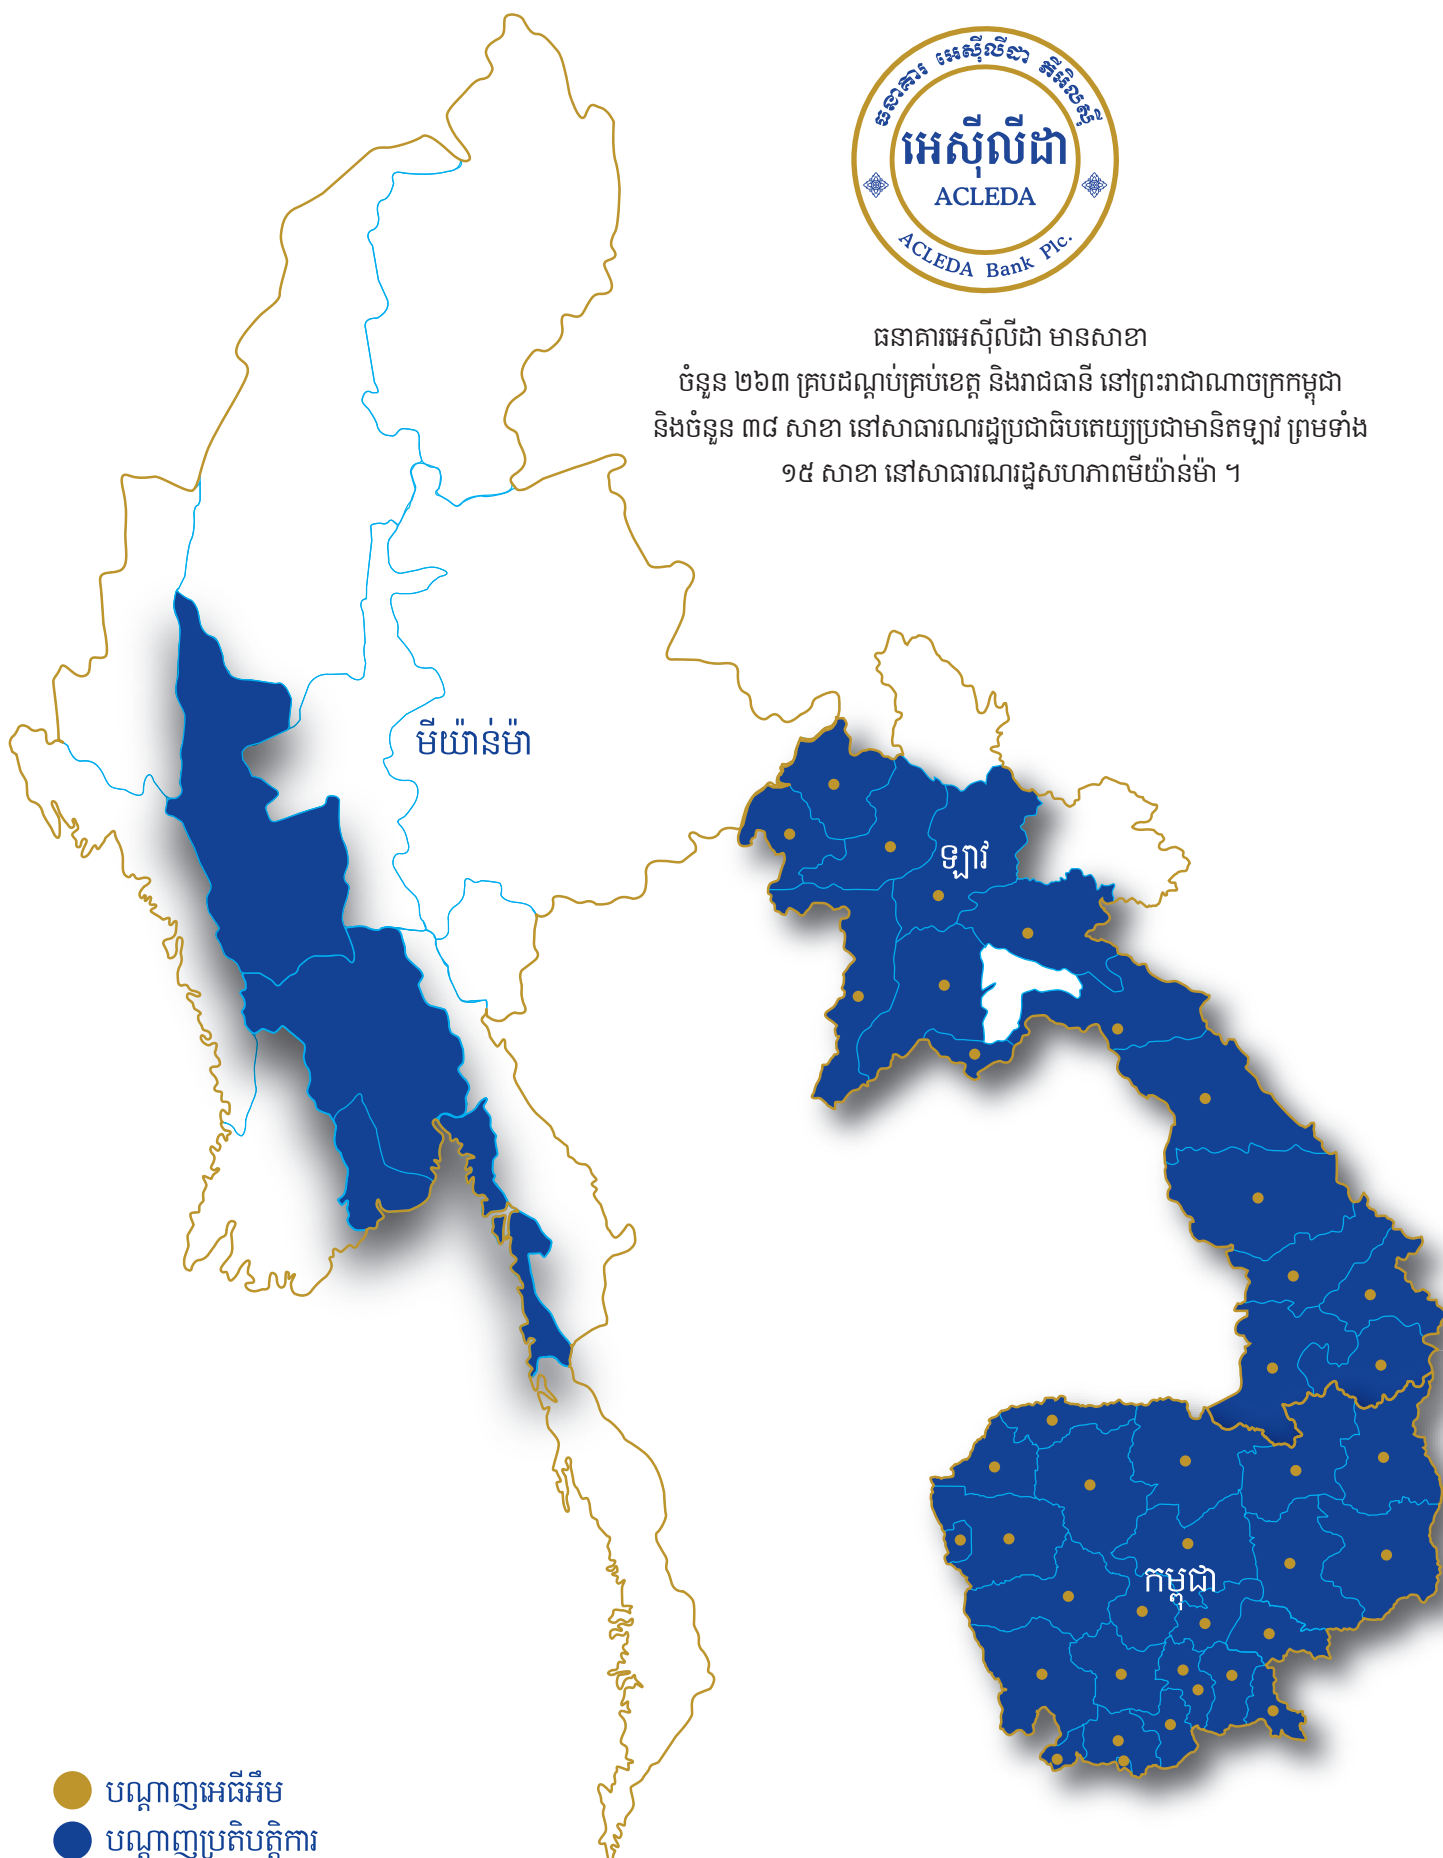 ធនាគារ អេស៊ីលីដា ភីអិលស៊ី
អេស៊ីលីដា
ACLEDA
ACLEDA Bank Plc.
ធនាគារអេស៊ីលីដា មានសាខា
ចំនួន ២៦៣ គ្របដណ្ដប់គ្រប់ខេត្ត និងរាជធានី នៅព្រះរាជាណាចក្រកម្ពុជា
និងចំនួន ៣៨ សាខា នៅសាធារណរដ្ឋប្រជាធិបតេយ្យប្រជាមានិតឡាវ ព្រមទាំង
១៥ សាខា នៅសាធារណរដ្ឋសហភាពមីយ៉ាន់ម៉ា ។
មីយ៉ាន់ម៉ា
ឡាវ
កម្ពុជា
បណ្ដាញអេធីអឹម
បណ្ដាញប្រតិបត្តិការ